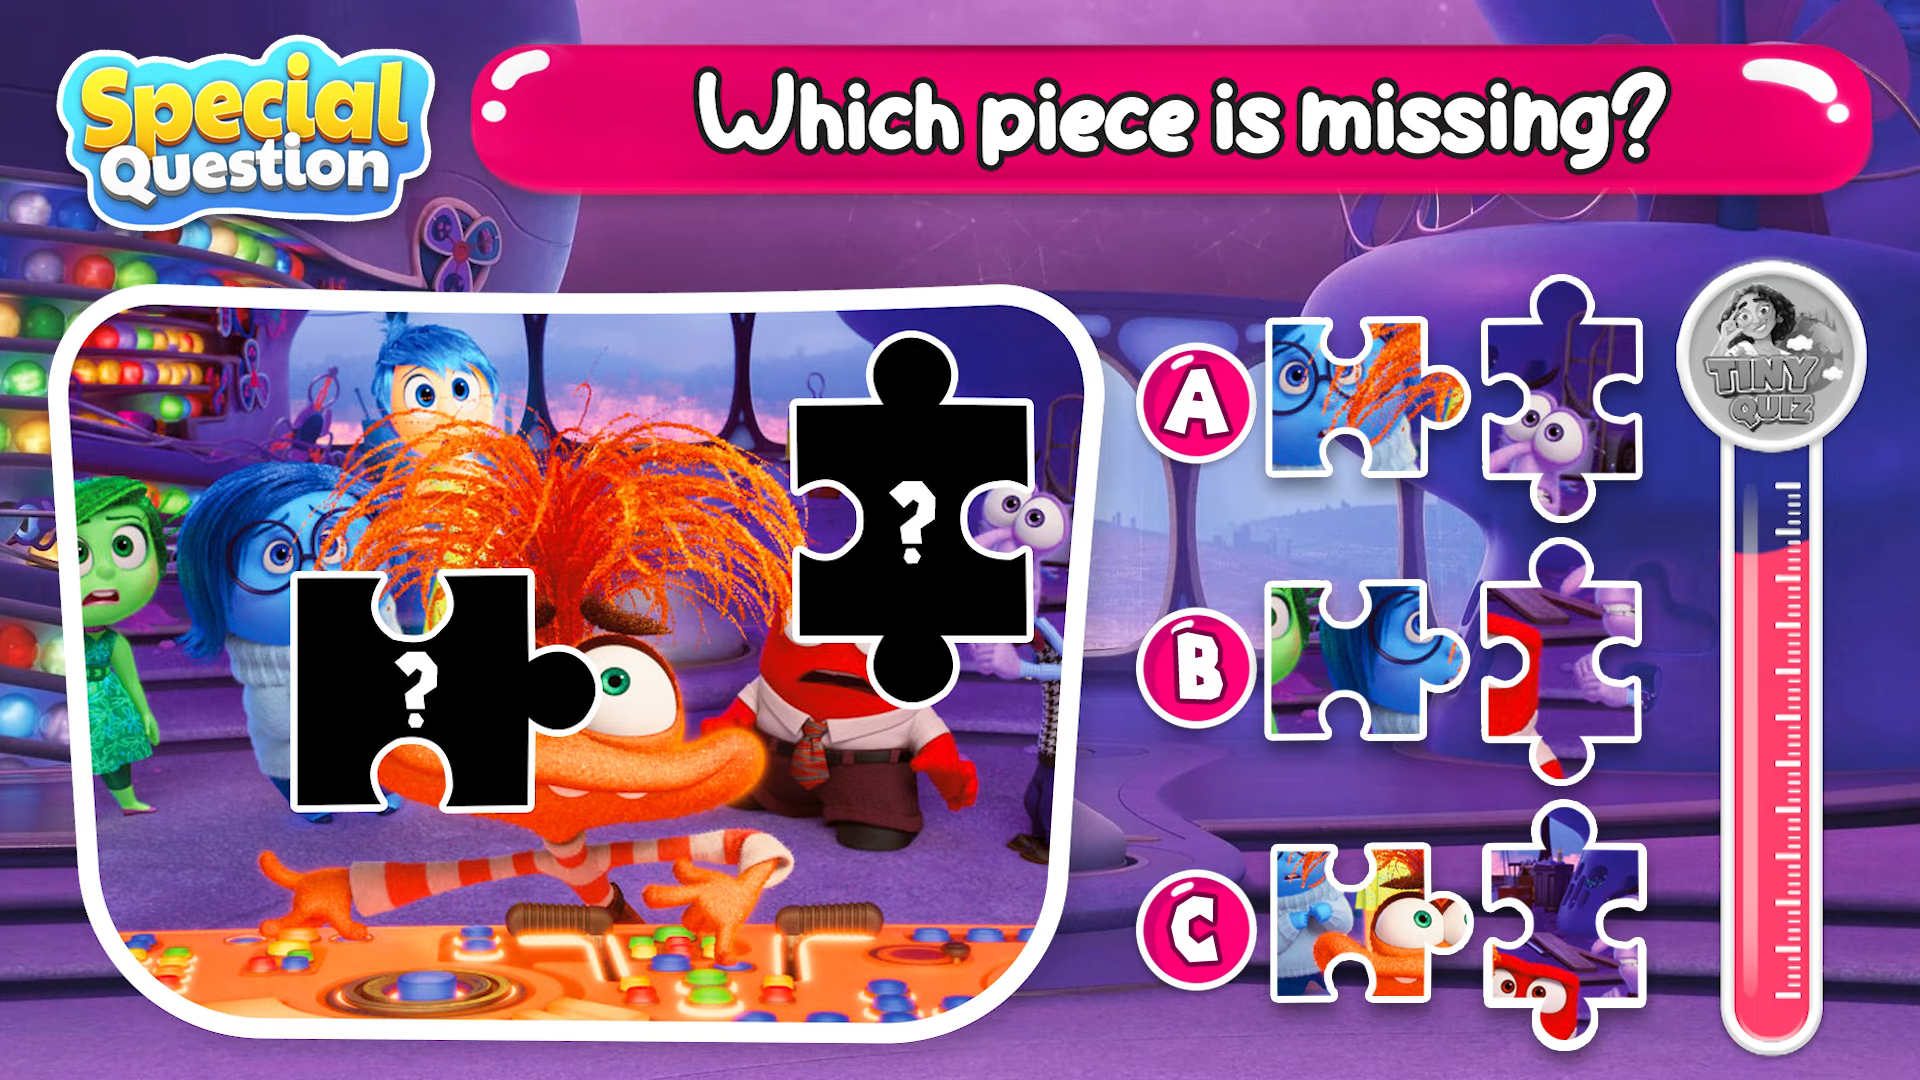 Special
Question
Which piece is missing?
?
?
A
B
C
TINY
QUIZ